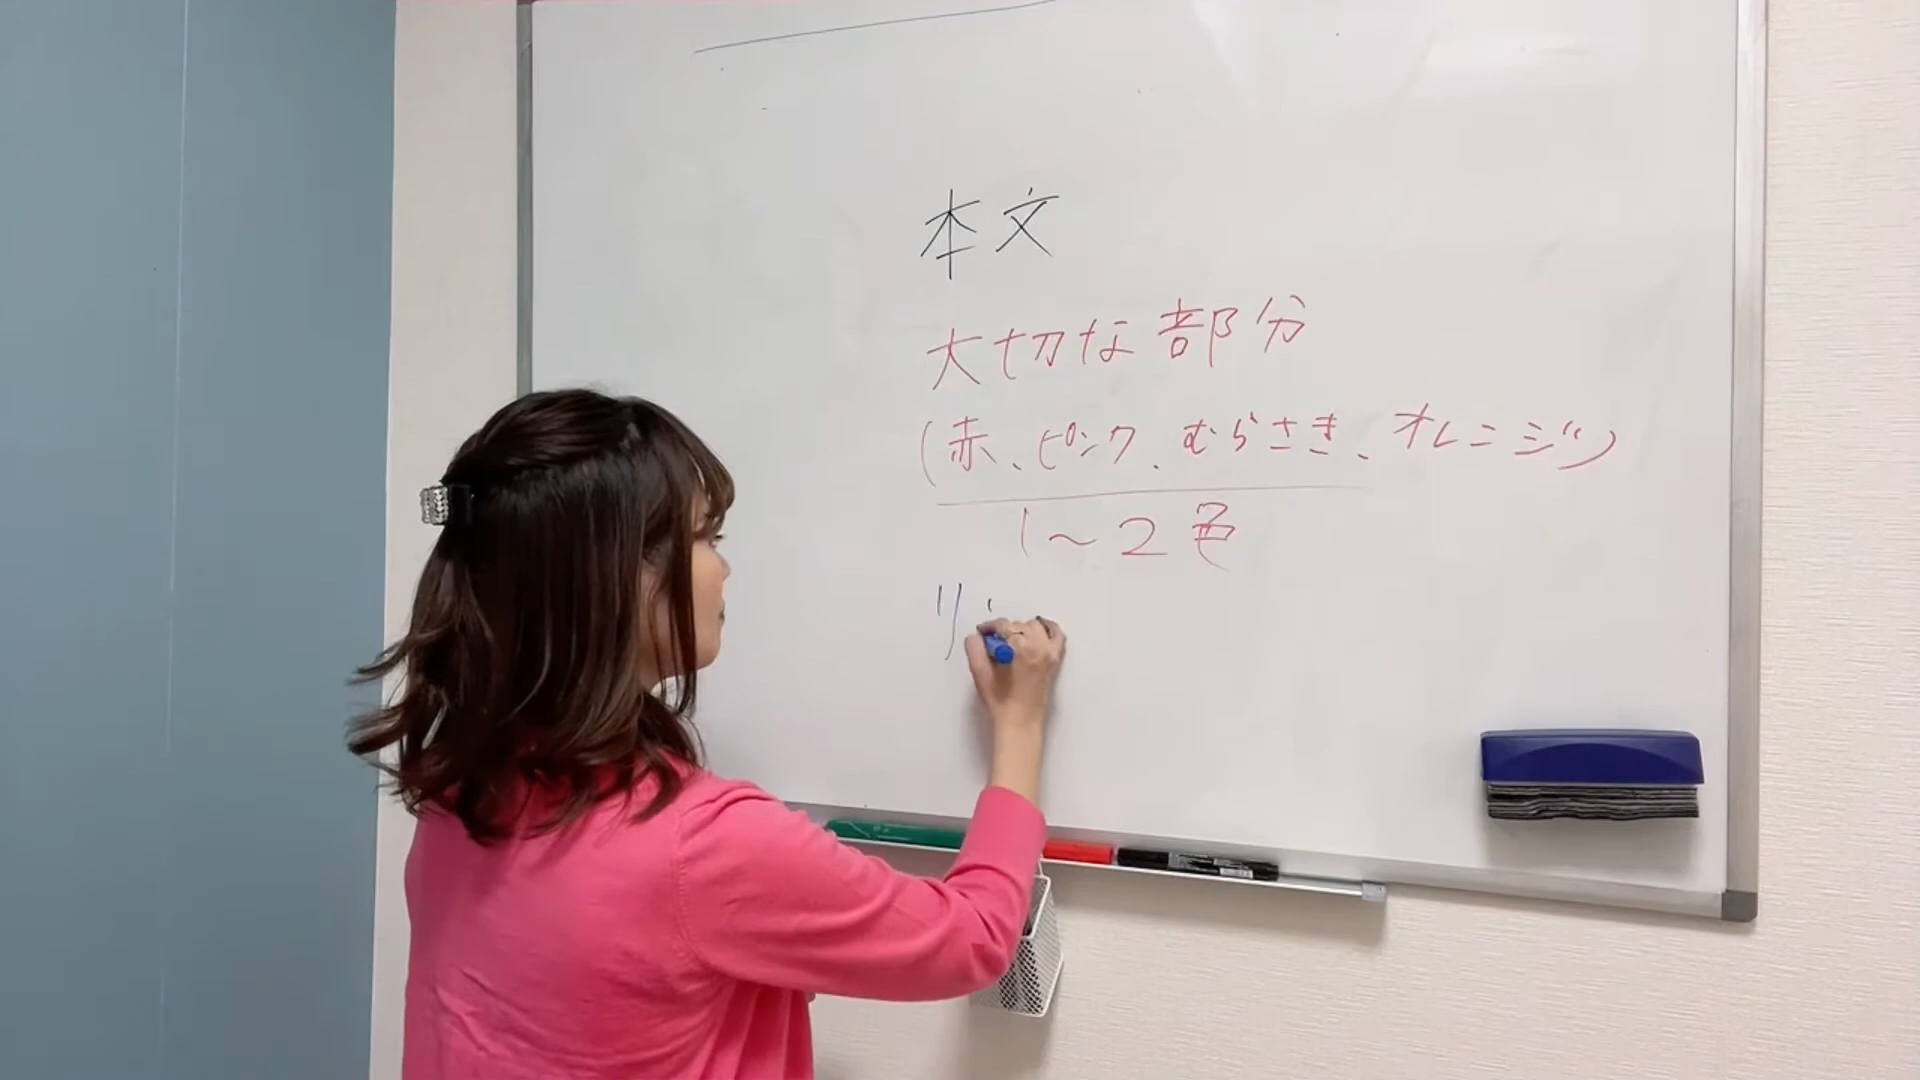 本文
大切な部分
(赤、ピンク、むらさき、オレンジ)
1～2色
リ